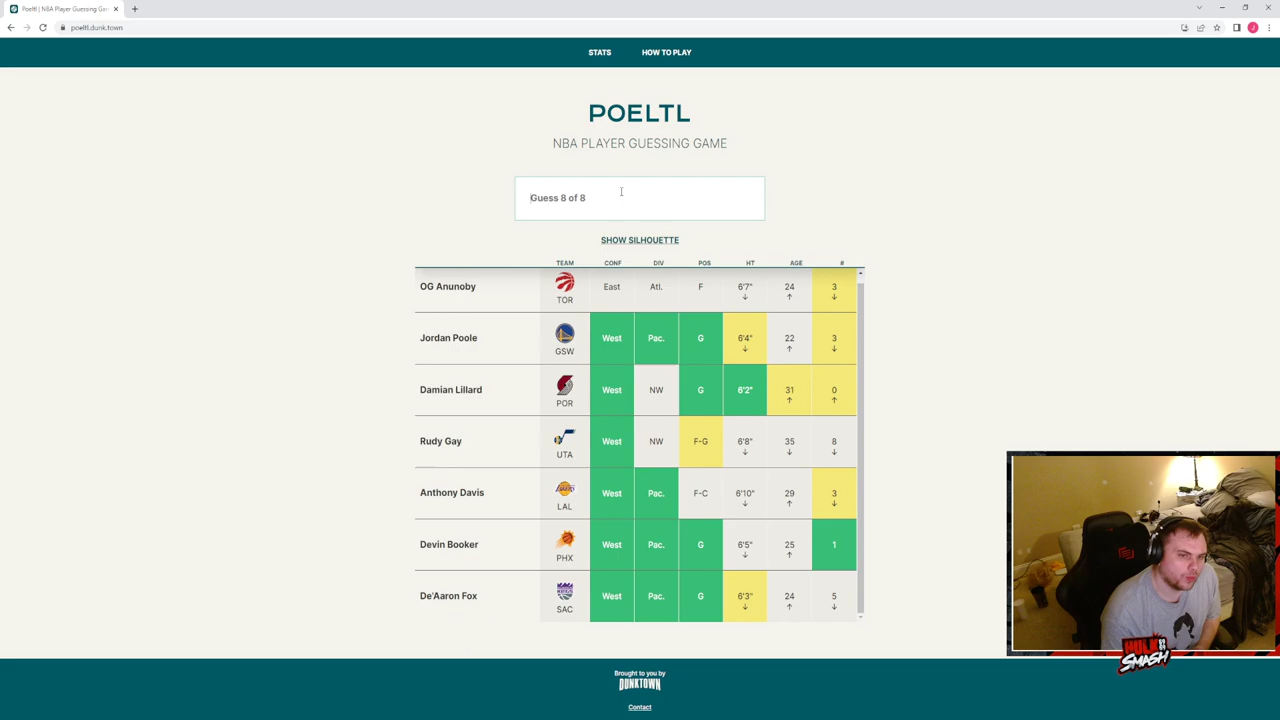 Poeltl | NBA Player Guessing Ga
poeltl.dunk.town
STATS HOW TO PLAY
POELTL
NBA PLAYER GUESSING GAME
Guess 8 of 8
SHOW SILHOUETTE
TEAM CONF DIV POS HT AGE #
OG Anunoby TOR East Atl. F 6'7" ↓ 24 ↑ 3 ↓
Jordan Poole GSW West Pac. G 6'4" ↓ 22 ↑ 3 ↓
Damian Lillard POR West NW G 6'2" 31 ↑ 0 ↑
Rudy Gay UTA West NW F-G 6'8" ↓ 35 ↓ 8 ↓
Anthony Davis LAL West Pac. F-C 6'10" ↓ 29 ↑ 3 ↓
Devin Booker PHX West Pac. G 6'5" ↓ 25 ↑ 1
De'Aaron Fox SAC West Pac. G 6'3" ↓ 24 ↑ 5 ↓
Brought to you by
DUNKTOWN
Contact
HULK
SMASH